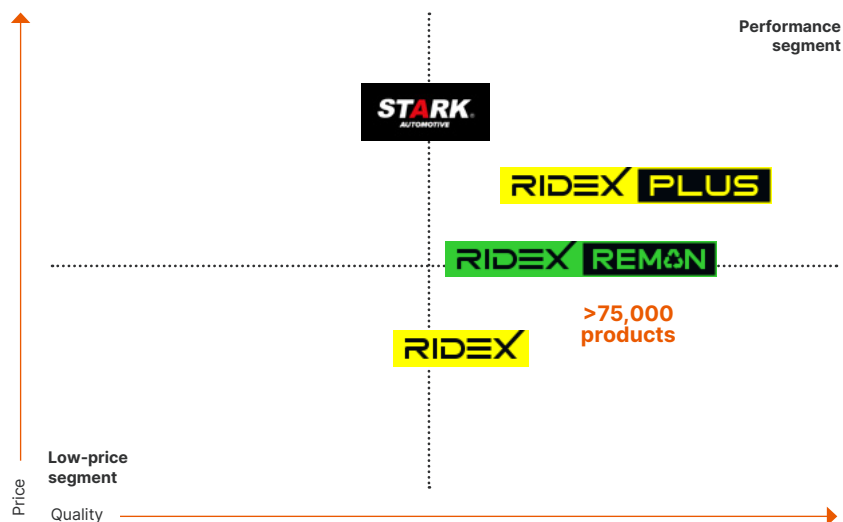 Performance
segment
STARK
AUTOMOTIVE
RIDEX PLUS
RIDEX REMAN
>75,000
products
RIDEX
Low-price
segment
Price
Quality